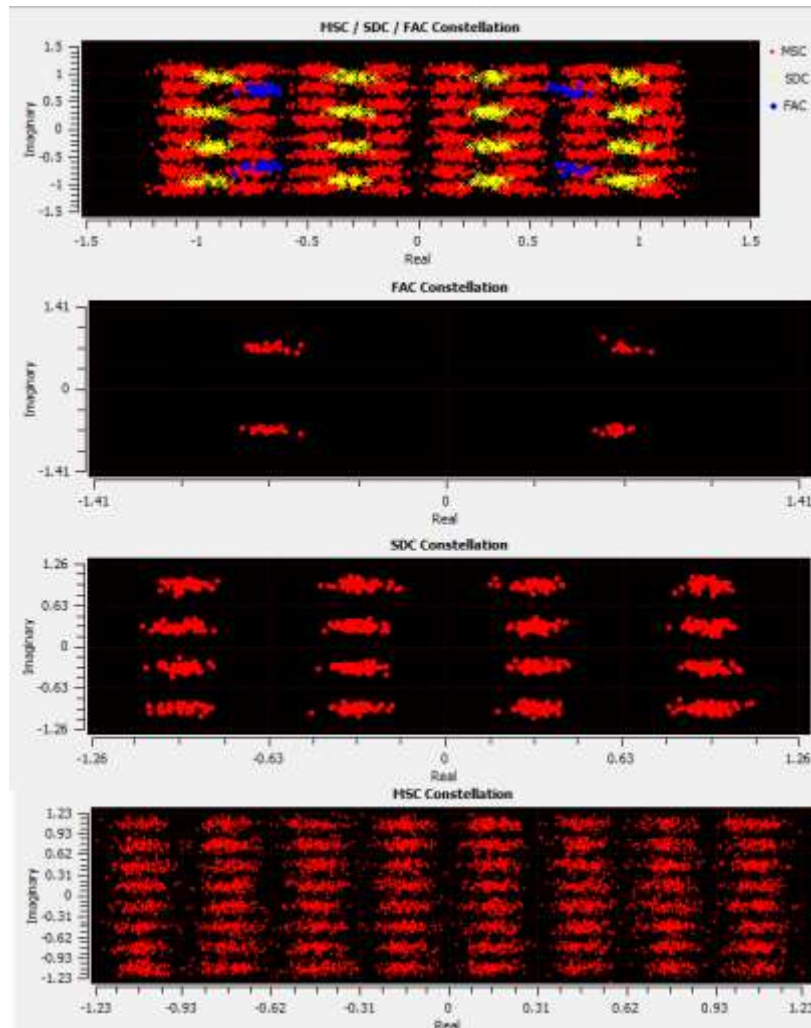 MSC / SDC / FAC Constellation
1.5
1
0.5
0
-0.5
-1
-1.5
Imaginary
-1.5 -1 -0.5 0 0.5 1 1.5
Real
MSC
SDC
FAC
FAC Constellation
1.41
0
-1.41
Imaginary
-1.41 0 1.41
Real
SDC Constellation
1.26
0.63
0
-0.63
-1.26
Imaginary
-1.26 -0.63 0 0.63 1.26
Real
MSC Constellation
1.23
0.93
0.62
0.31
0
-0.31
-0.62
-0.93
-1.23
Imaginary
-1.23 -0.93 -0.62 -0.31 0 0.31 0.62 0.93 1.23
Real